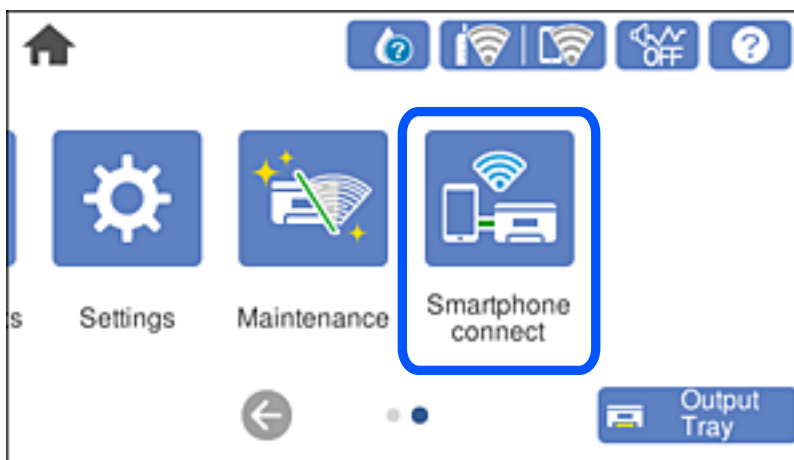 OFF
?
?
s
Settings
Maintenance
Smartphone
connect
Output
Tray